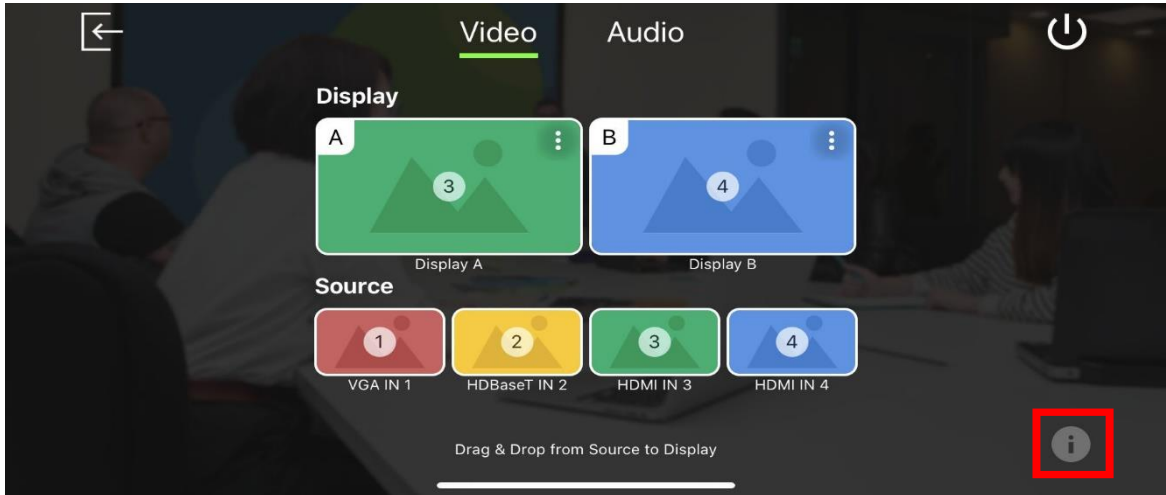 Video Audio
Display
A B
3 4
Display A Display B
Source
1 2 3 4
VGA IN 1 HDBaseT IN 2 HDMI IN 3 HDMI IN 4
Drag & Drop from Source to Display
i